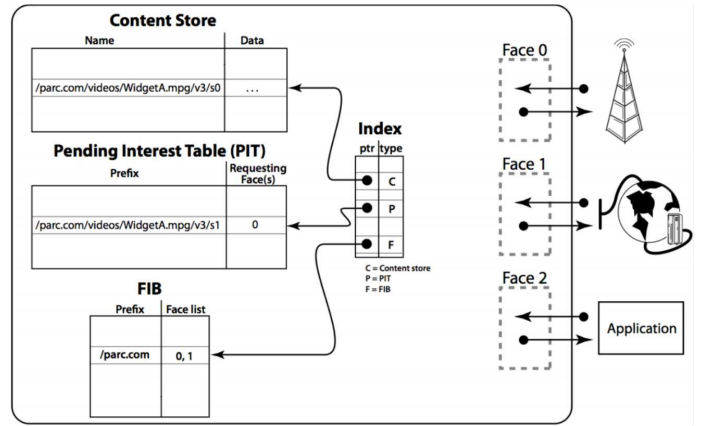 Content Store
Name Data
/parc.com/videos/WidgetA.mpg/v3/s0 ...
Pending Interest Table (PIT)
Prefix Requesting
Face(s)
/parc.com/videos/WidgetA.mpg/v3/s1 0
FIB
Prefix Face list
/parc.com 0, 1
Index
ptr type
C
P
F
C = Content store
P = PIT
F = FIB
Face 0
Face 1
Face 2
Application